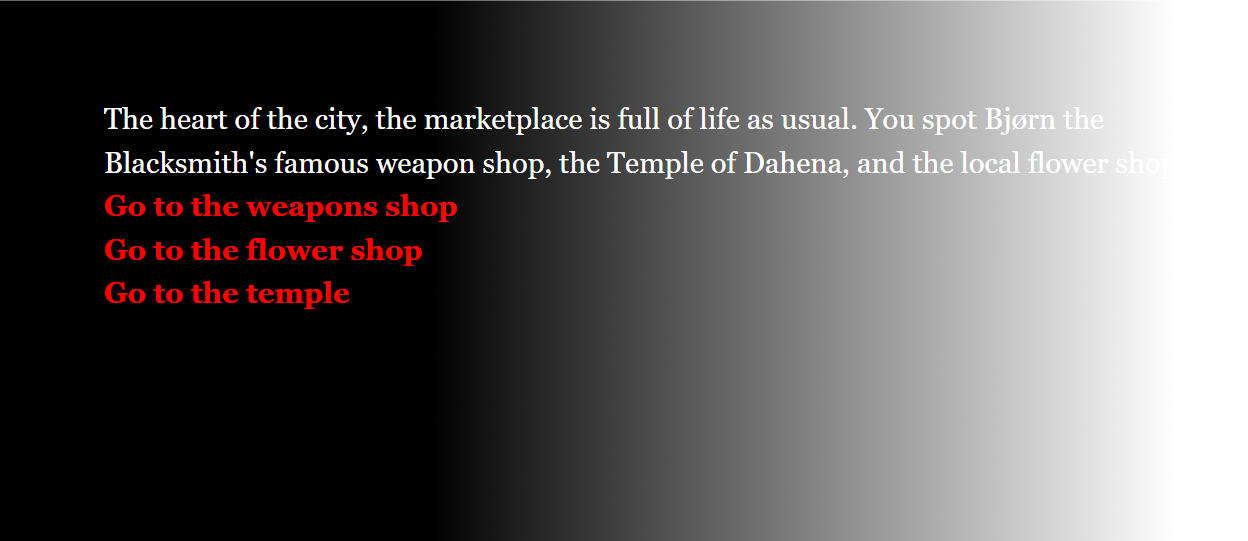 The heart of the city, the marketplace is full of life as usual. You spot Bjørn the
Blacksmith's famous weapon shop, the Temple of Dahena, and the local flower shop
Go to the weapons shop
Go to the flower shop
Go to the temple